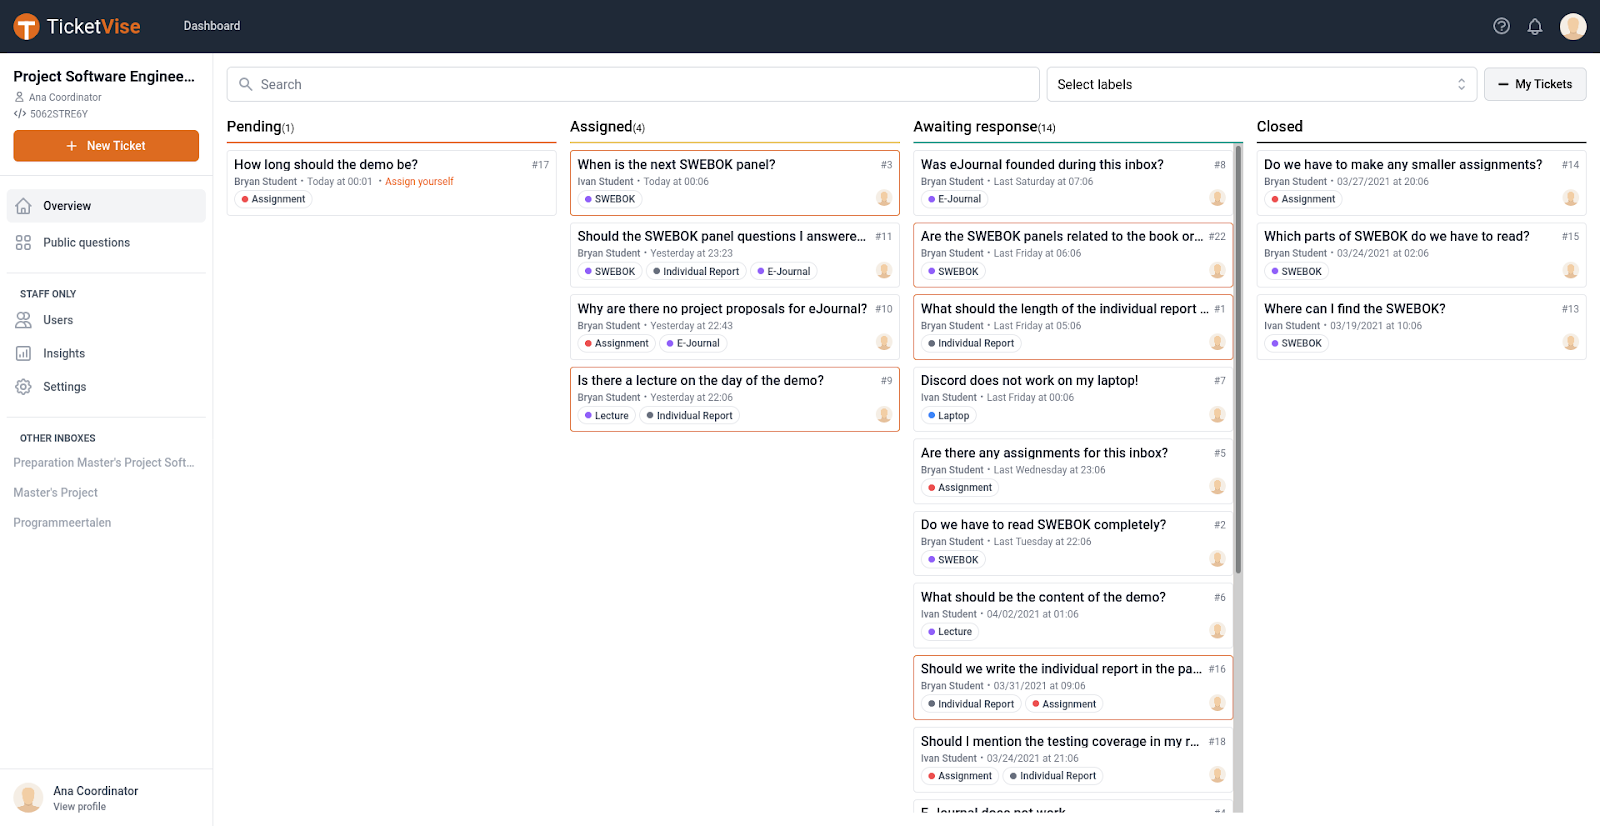 TicketVise
Dashboard
Project Software Enginee...
Ana Coordinator
5062STRE6Y
+ New Ticket
Overview
Public questions
STAFF ONLY
Users
Insights
Settings
OTHER INBOXES
Preparation Master's Project Soft...
Master's Project
Programmeertalen
Ana Coordinator
View profile
Search
Select labels
My Tickets
Pending(1)
How long should the demo be? #17
Bryan Student • Today at 00:01 • Assign yourself
Assignment
Assigned(4)
When is the next SWEBOK panel? #3
Ivan Student • Today at 00:06
SWEBOK
Should the SWEBOK panel questions I answere... #11
Bryan Student • Yesterday at 23:23
SWEBOK Individual Report E-Journal
Why are there no project proposals for eJournal? #10
Bryan Student • Yesterday at 22:43
Assignment E-Journal
Is there a lecture on the day of the demo? #9
Bryan Student • Yesterday at 22:06
Lecture Individual Report
Awaiting response(14)
Was eJournal founded during this inbox? #8
Bryan Student • Last Saturday at 07:06
E-Journal
Are the SWEBOK panels related to the book or... #22
Bryan Student • Last Friday at 06:06
SWEBOK
What should the length of the individual report ... #1
Bryan Student • Last Friday at 05:06
Individual Report
Discord does not work on my laptop! #7
Ivan Student • Last Friday at 00:06
Laptop
Are there any assignments for this inbox? #5
Bryan Student • Last Wednesday at 23:06
Assignment
Do we have to read SWEBOK completely? #2
Bryan Student • Last Tuesday at 22:06
SWEBOK
What should be the content of the demo? #6
Ivan Student • 04/02/2021 at 01:06
Lecture
Should we write the individual report in the pa... #16
Bryan Student • 03/31/2021 at 09:06
Individual Report Assignment
Should I mention the testing coverage in my r... #18
Ivan Student • 03/24/2021 at 21:06
Assignment Individual Report
E-Journal does not work #4
Closed
Do we have to make any smaller assignments? #14
Bryan Student • 03/27/2021 at 20:06
Assignment
Which parts of SWEBOK do we have to read? #15
Bryan Student • 03/24/2021 at 02:06
SWEBOK
Where can I find the SWEBOK? #13
Ivan Student • 03/19/2021 at 10:06
SWEBOK